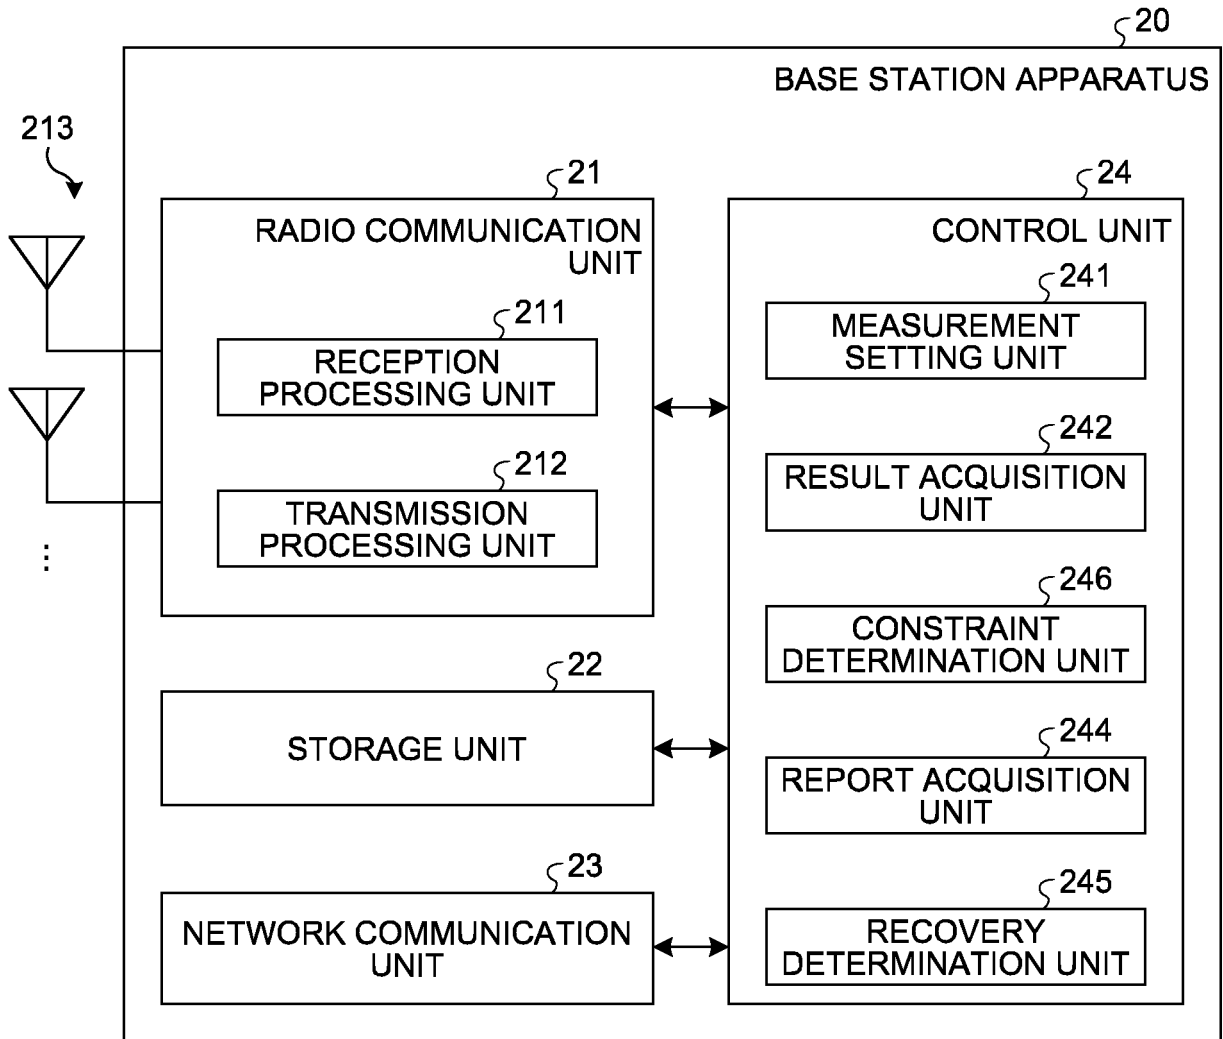 20
BASE STATION APPARATUS
213
21
RADIO COMMUNICATION
UNIT
211
RECEPTION
PROCESSING UNIT
212
TRANSMISSION
PROCESSING UNIT
...
22
STORAGE UNIT
23
NETWORK COMMUNICATION
UNIT
24
CONTROL UNIT
241
MEASUREMENT
SETTING UNIT
242
RESULT ACQUISITION
UNIT
246
CONSTRAINT
DETERMINATION UNIT
244
REPORT ACQUISITION
UNIT
245
RECOVERY
DETERMINATION UNIT